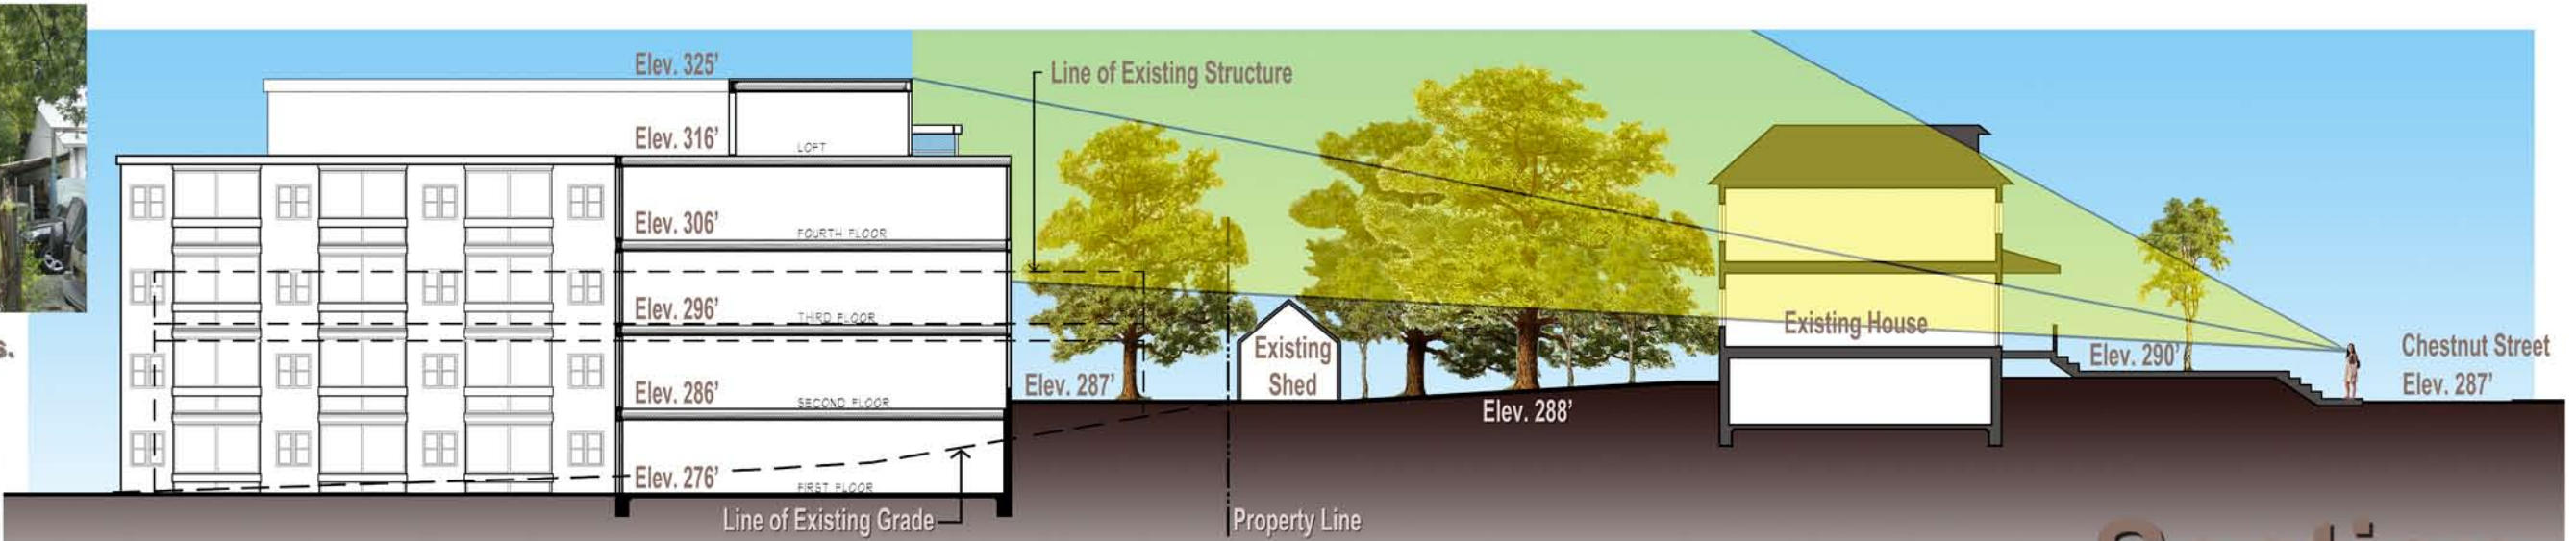 Elev. 325'
Line of Existing Structure
Elev. 316'
LOFT
Elev. 306'
FOURTH FLOOR
Elev. 296'
THIRD FLOOR
Existing House
s.
Existing
Shed
Elev. 290'
Chestnut Street
Elev. 287'
Elev. 286'
SECOND FLOOR
Elev. 287'
Elev. 288'
Elev. 276'
FIRST FLOOR
Line of Existing Grade
Property Line